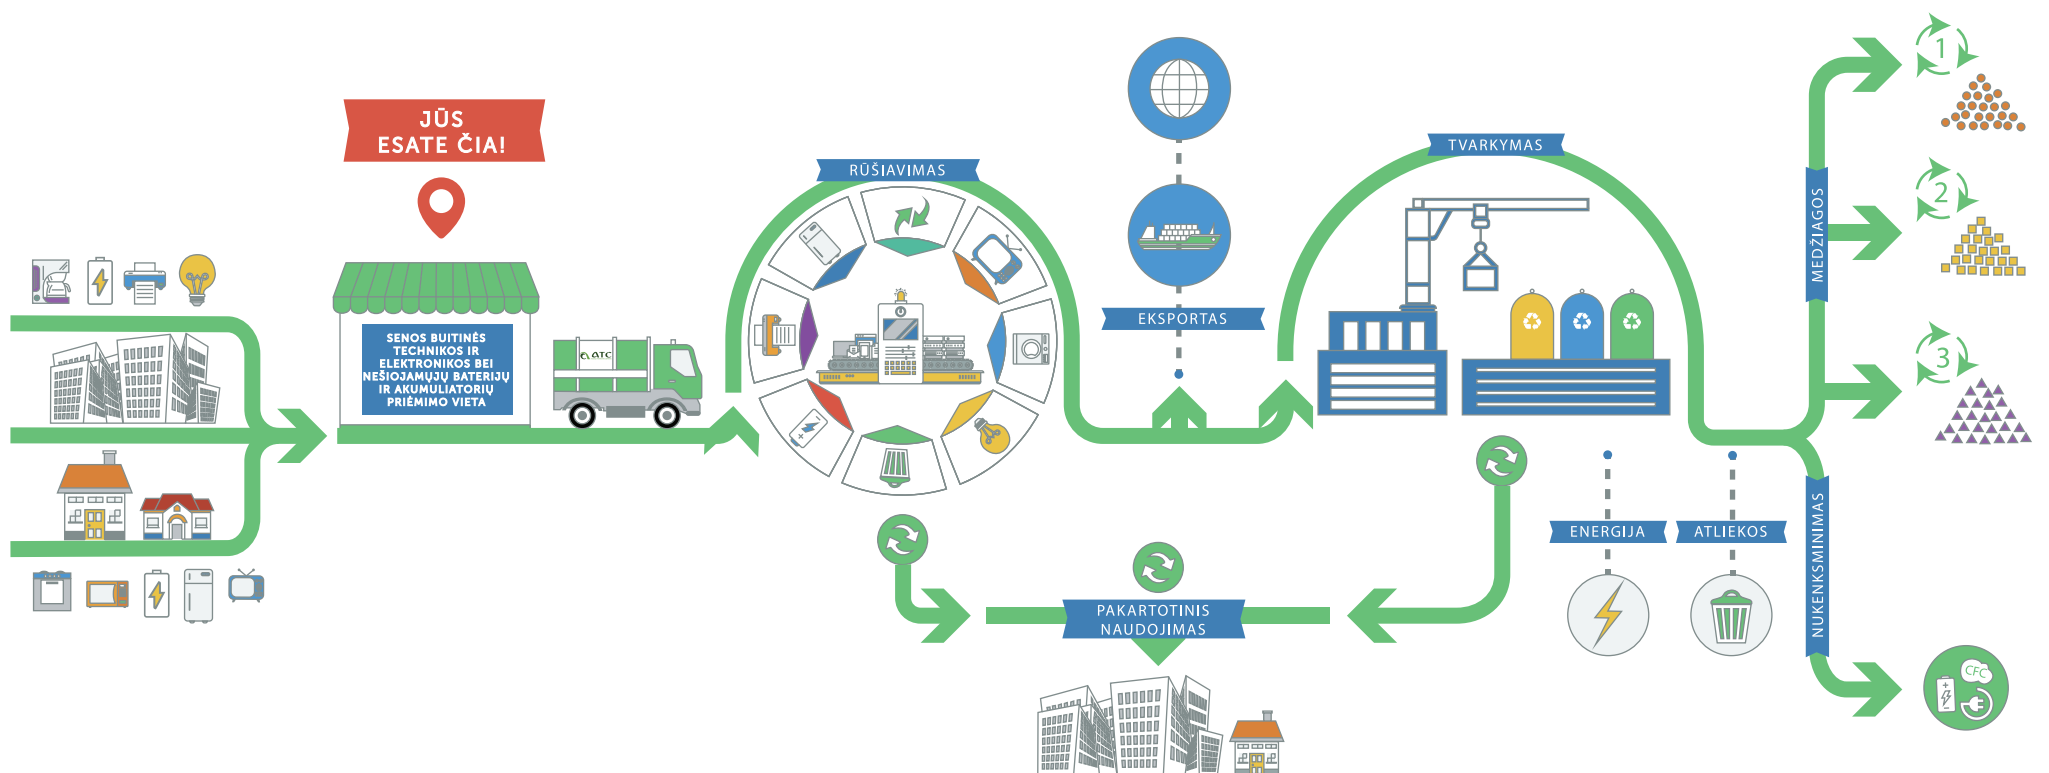 JŪS
ESATE ČIA!
SENOS BUITINĖS
TECHNIKOS IR
ELEKTRONIKOS BEI
NEŠIOJAMŲJŲ BATERIJŲ
IR AKUMULIATORIŲ
PRIĖMIMO VIETA
ATC
RŪŠIAVIMAS
EKSPORTAS
TVARKYMAS
PAKARTOTINIS
NAUDOJIMAS
ENERGIJA
ATLIEKOS
MEDŽIAGOS
NUKENKSMINIMAS
1
2
3
CFC